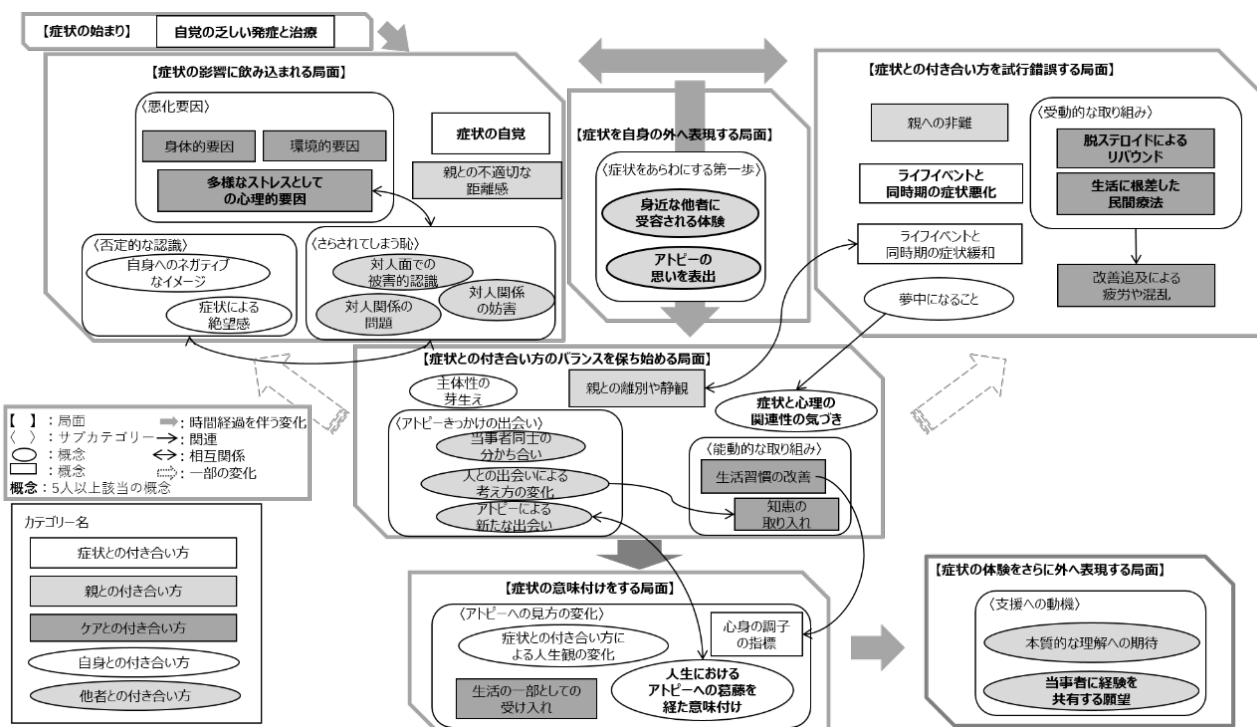 【症状の始まり】
自覚の乏しい発症と治療
【症状の影響に飲み込まれる局面】
〈悪化要因〉
身体的要因
環境的要因
多様なストレスとして
の心理的要因
症状の自覚
親との不適切な
距離感
〈否定的な認識〉
自身へのネガティブ
なイメージ
症状による
絶望感
〈さらされてしまう恥〉
対人面での
被害的認識
対人関係の
問題
対人関係
の妨害
【症状を自身の外へ表現する局面】
〈症状をあらわにする第一歩〉
身近な他者に
受容される体験
アトピーの
思いを表出
【症状との付き合い方を試行錯誤する局面】
親への非難
ライフイベントと
同時期の症状悪化
ライフイベントと
同時期の症状緩和
夢中になること
〈受動的な取り組み〉
脱ステロイドによる
リバウンド
生活に根差した
民間療法
改善追及による
疲労や混乱
【症状との付き合い方のバランスを保ち始める局面】
主体性の
芽生え
親との離別や静観
症状と心理の
関連性の気づき
〈アトピーきっかけの出会い〉
当事者同士の
分かち合い
人との出会いによる
考え方の変化
アトピーによる
新たな出会い
〈能動的な取り組み〉
生活習慣の改善
知恵の
取り入れ
【症状の意味付けをする局面】
〈アトピーへの見方の変化〉
症状との付き合い方に
よる人生観の変化
心身の調子
の指標
生活の一部としての
受け入れ
人生における
アトピーへの葛藤を
経た意味付け
【症状の体験をさらに外へ表現する局面】
〈支援への動機〉
本質的な理解への期待
当事者に経験を
共有する願望
【 】:局面
〈 〉:サブカテゴリー
:概念
:概念
概念:5人以上該当の概念
:時間経過を伴う変化
:関連
:相互関係
:一部の変化
カテゴリー名
症状との付き合い方
親との付き合い方
ケアとの付き合い方
自身との付き合い方
他者との付き合い方